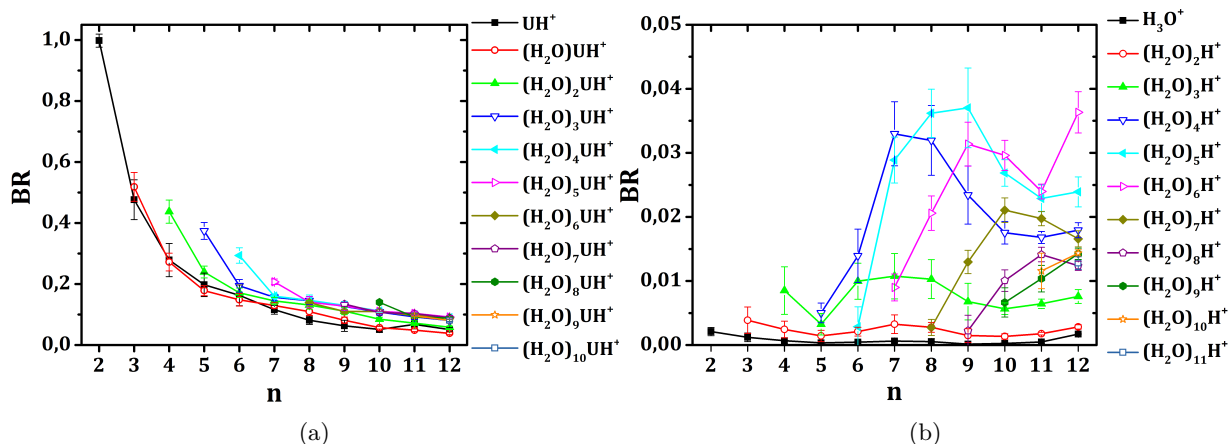 1,0
0,8
0,6
0,4
0,2
0,0
BR
2 3 4 5 6 7 8 9 10 11 12
n
UH⁺
(H₂O)UH⁺
(H₂O)₂UH⁺
(H₂O)₃UH⁺
(H₂O)₄UH⁺
(H₂O)₅UH⁺
(H₂O)₆UH⁺
(H₂O)₇UH⁺
(H₂O)₈UH⁺
(H₂O)₉UH⁺
(H₂O)₁₀UH⁺
(a)
0,05
0,04
0,03
0,02
0,01
0,00
BR
2 3 4 5 6 7 8 9 10 11 12
n
H₃O⁺
(H₂O)₂H⁺
(H₂O)₃H⁺
(H₂O)₄H⁺
(H₂O)₅H⁺
(H₂O)₆H⁺
(H₂O)₇H⁺
(H₂O)₈H⁺
(H₂O)₉H⁺
(H₂O)₁₀H⁺
(H₂O)₁₁H⁺
(b)